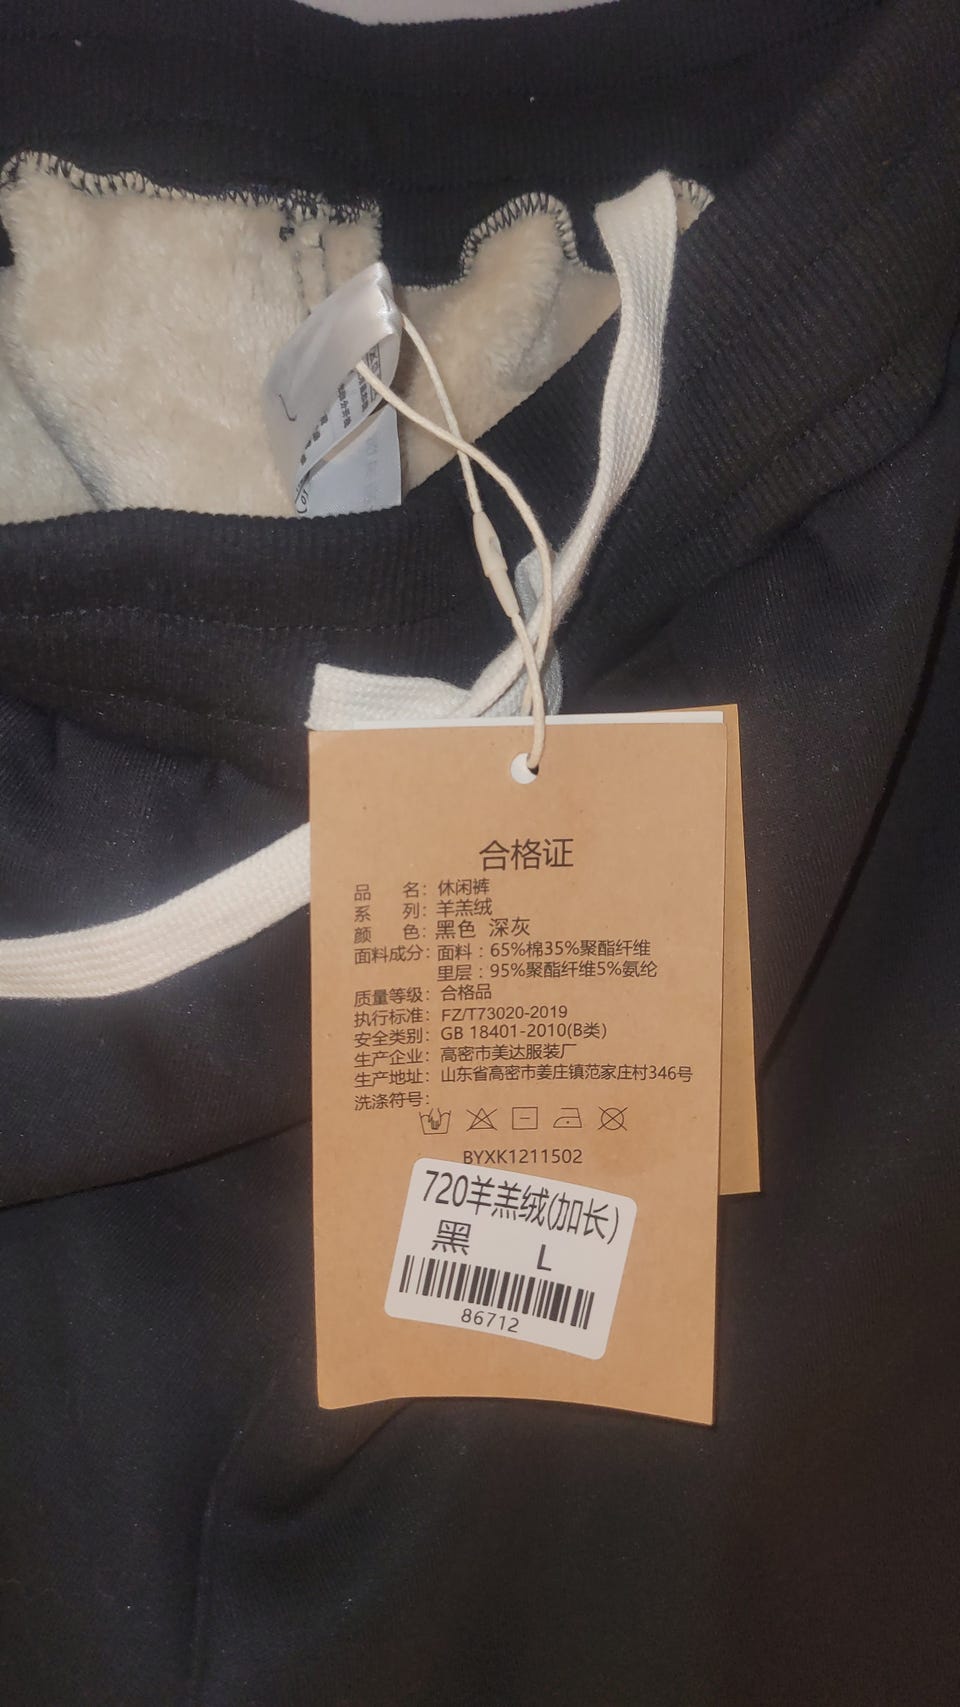 合格证
品 名：休闲裤
系 列：羊羔绒
颜 色：黑色 深灰
面料成分：面料：65%棉35%聚酯纤维
里层：95%聚酯纤维5%氨纶
质量等级：合格品
执行标准：FZ/T73020-2019
安全类别：GB 18401-2010(B类)
生产企业：高密市美达服装厂
生产地址：山东省高密市姜庄镇范家庄村346号
洗涤符号：
BYXK1211502
720羊羔绒(加长)
黑 L
86712